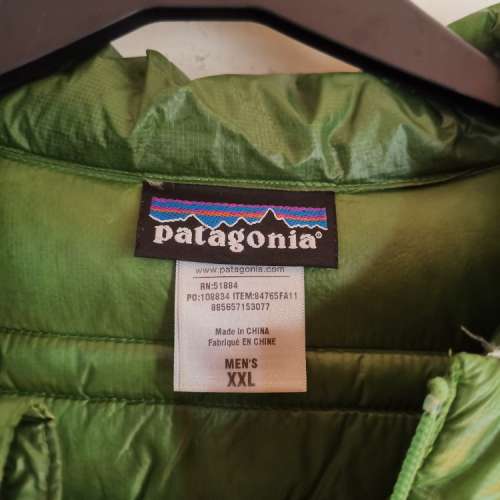 patagonia®
www.patagonia.com
RN:51884
PO:108834 ITEM:84765FA11
885657153077
Made in CHINA
Fabriqué EN CHINE
MEN'S
XXL